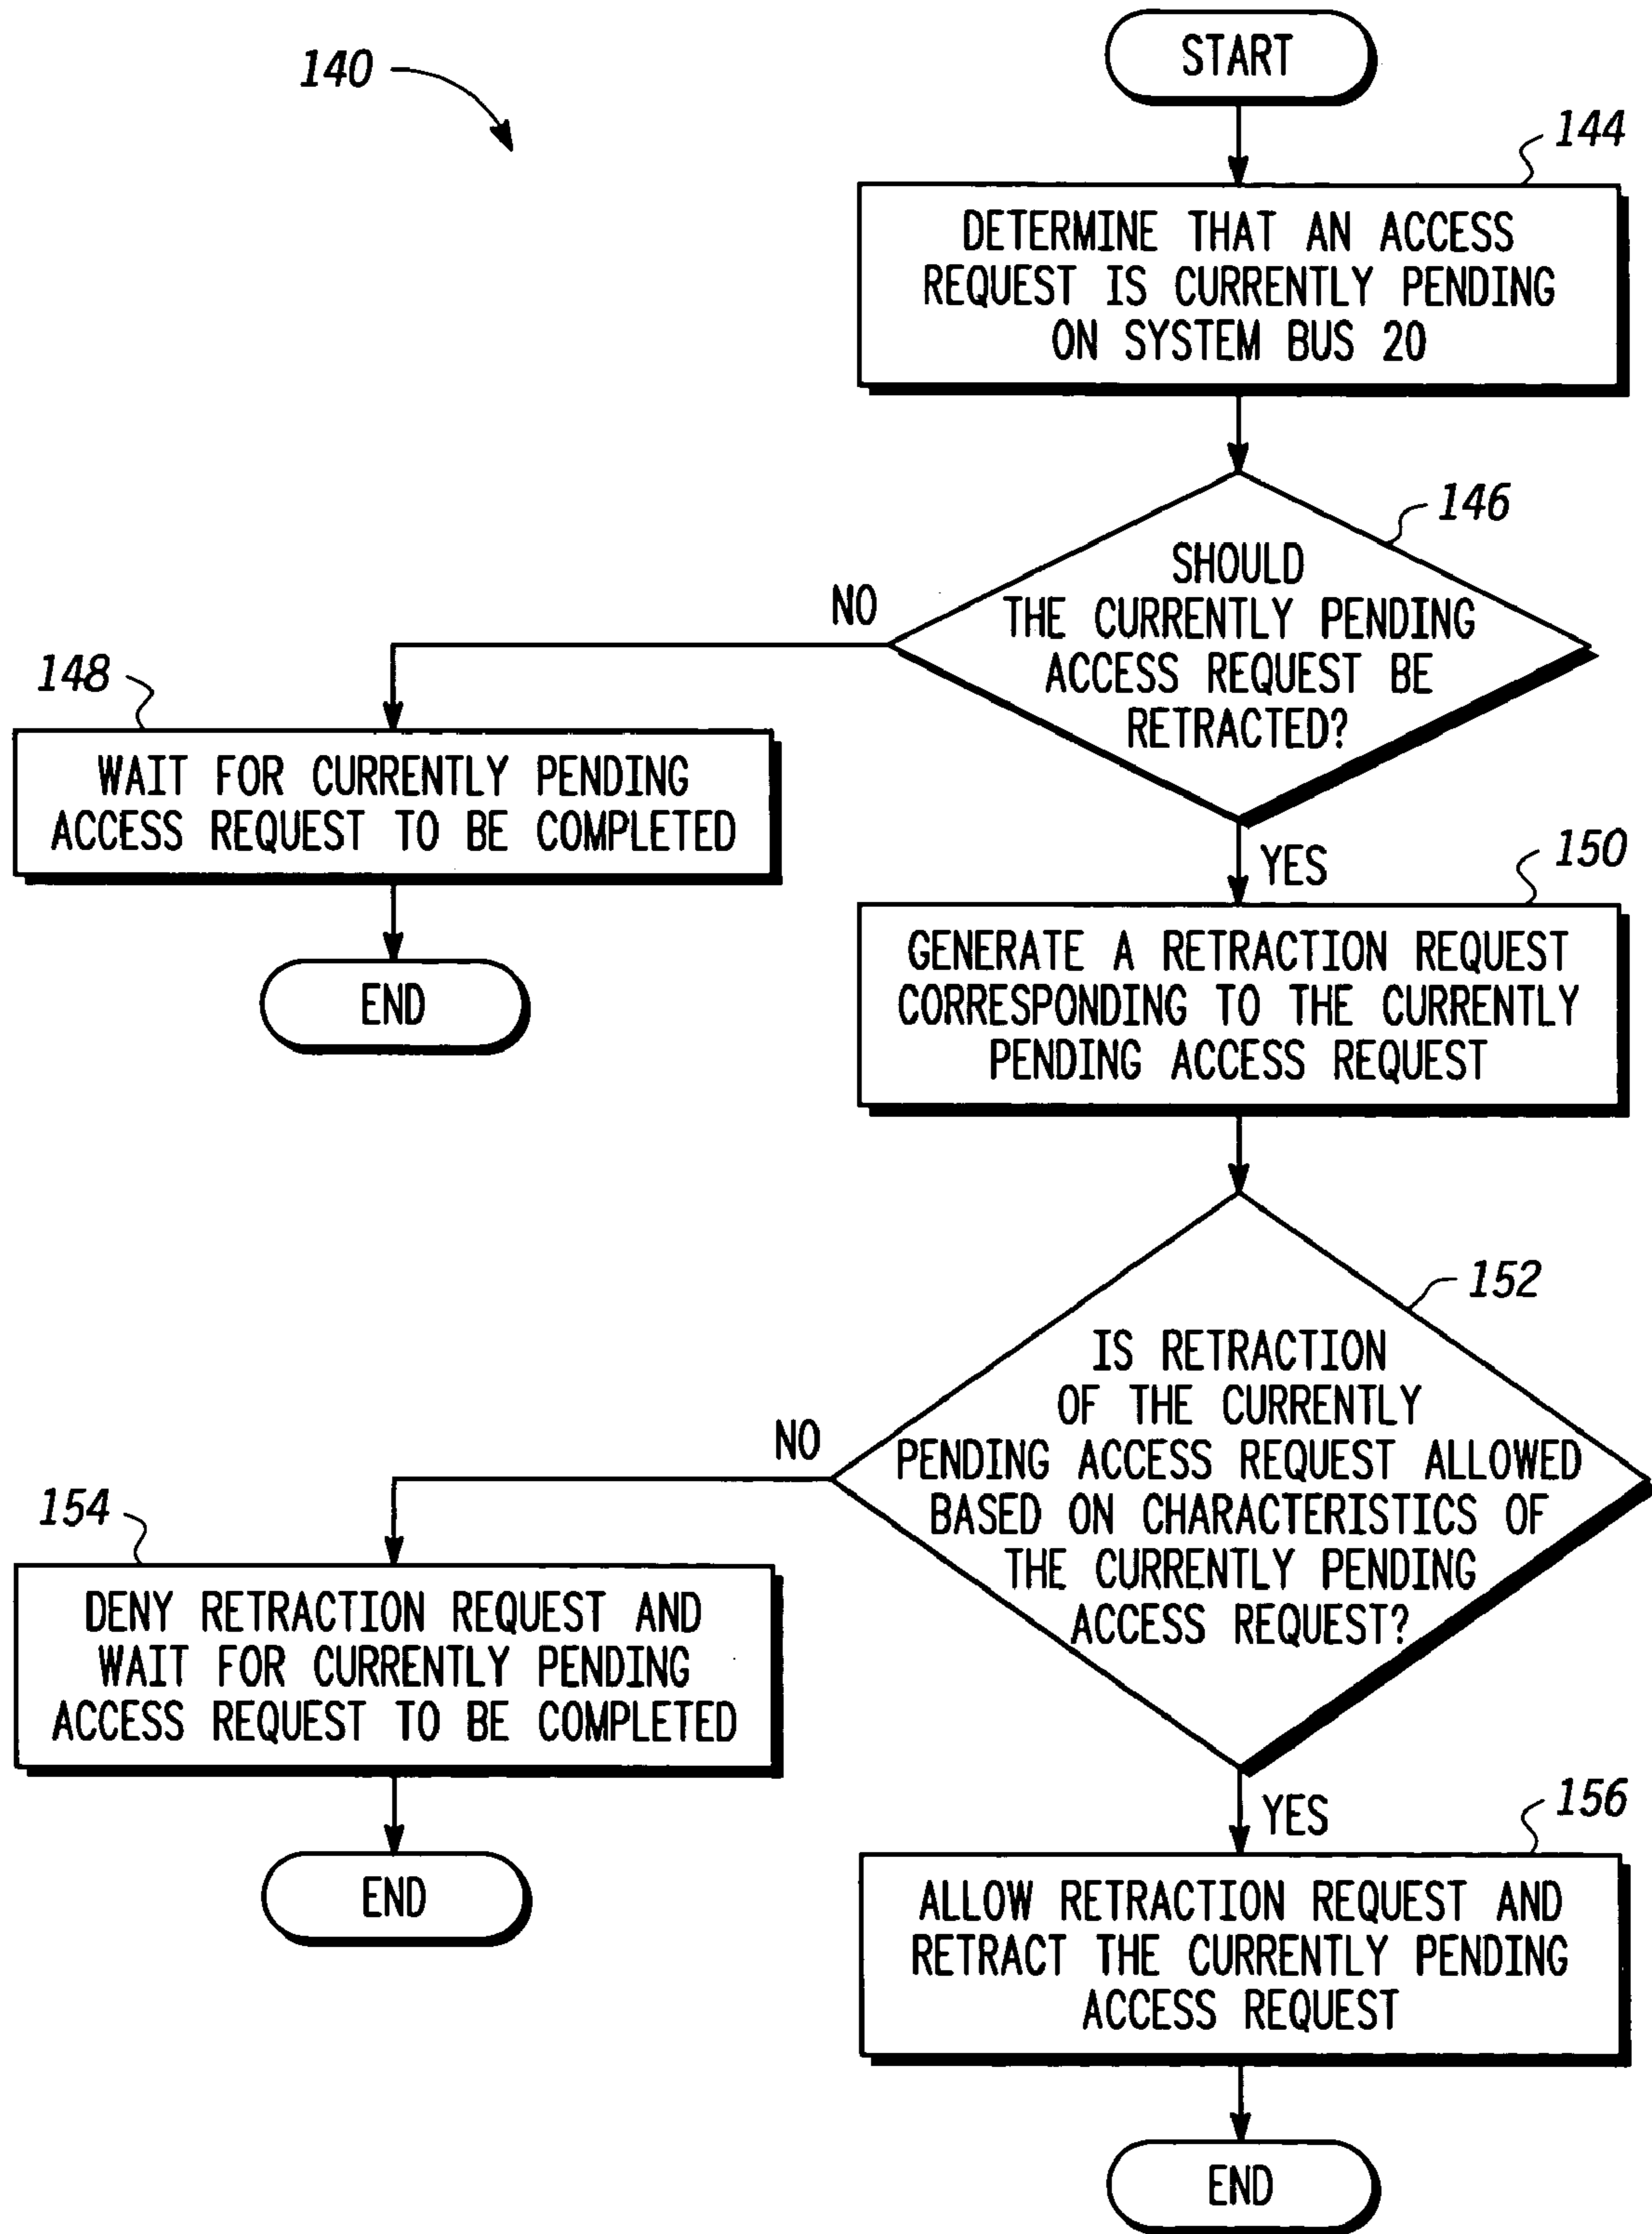 140
START
144
DETERMINE THAT AN ACCESS
REQUEST IS CURRENTLY PENDING
ON SYSTEM BUS 20
146
SHOULD
THE CURRENTLY PENDING
ACCESS REQUEST BE
RETRACTED?
NO
148
WAIT FOR CURRENTLY PENDING
ACCESS REQUEST TO BE COMPLETED
END
YES
150
GENERATE A RETRACTION REQUEST
CORRESPONDING TO THE CURRENTLY
PENDING ACCESS REQUEST
152
IS RETRACTION
OF THE CURRENTLY
PENDING ACCESS REQUEST ALLOWED
BASED ON CHARACTERISTICS OF
THE CURRENTLY PENDING
ACCESS REQUEST?
NO
154
DENY RETRACTION REQUEST AND
WAIT FOR CURRENTLY PENDING
ACCESS REQUEST TO BE COMPLETED
END
YES
156
ALLOW RETRACTION REQUEST AND
RETRACT THE CURRENTLY PENDING
ACCESS REQUEST
END